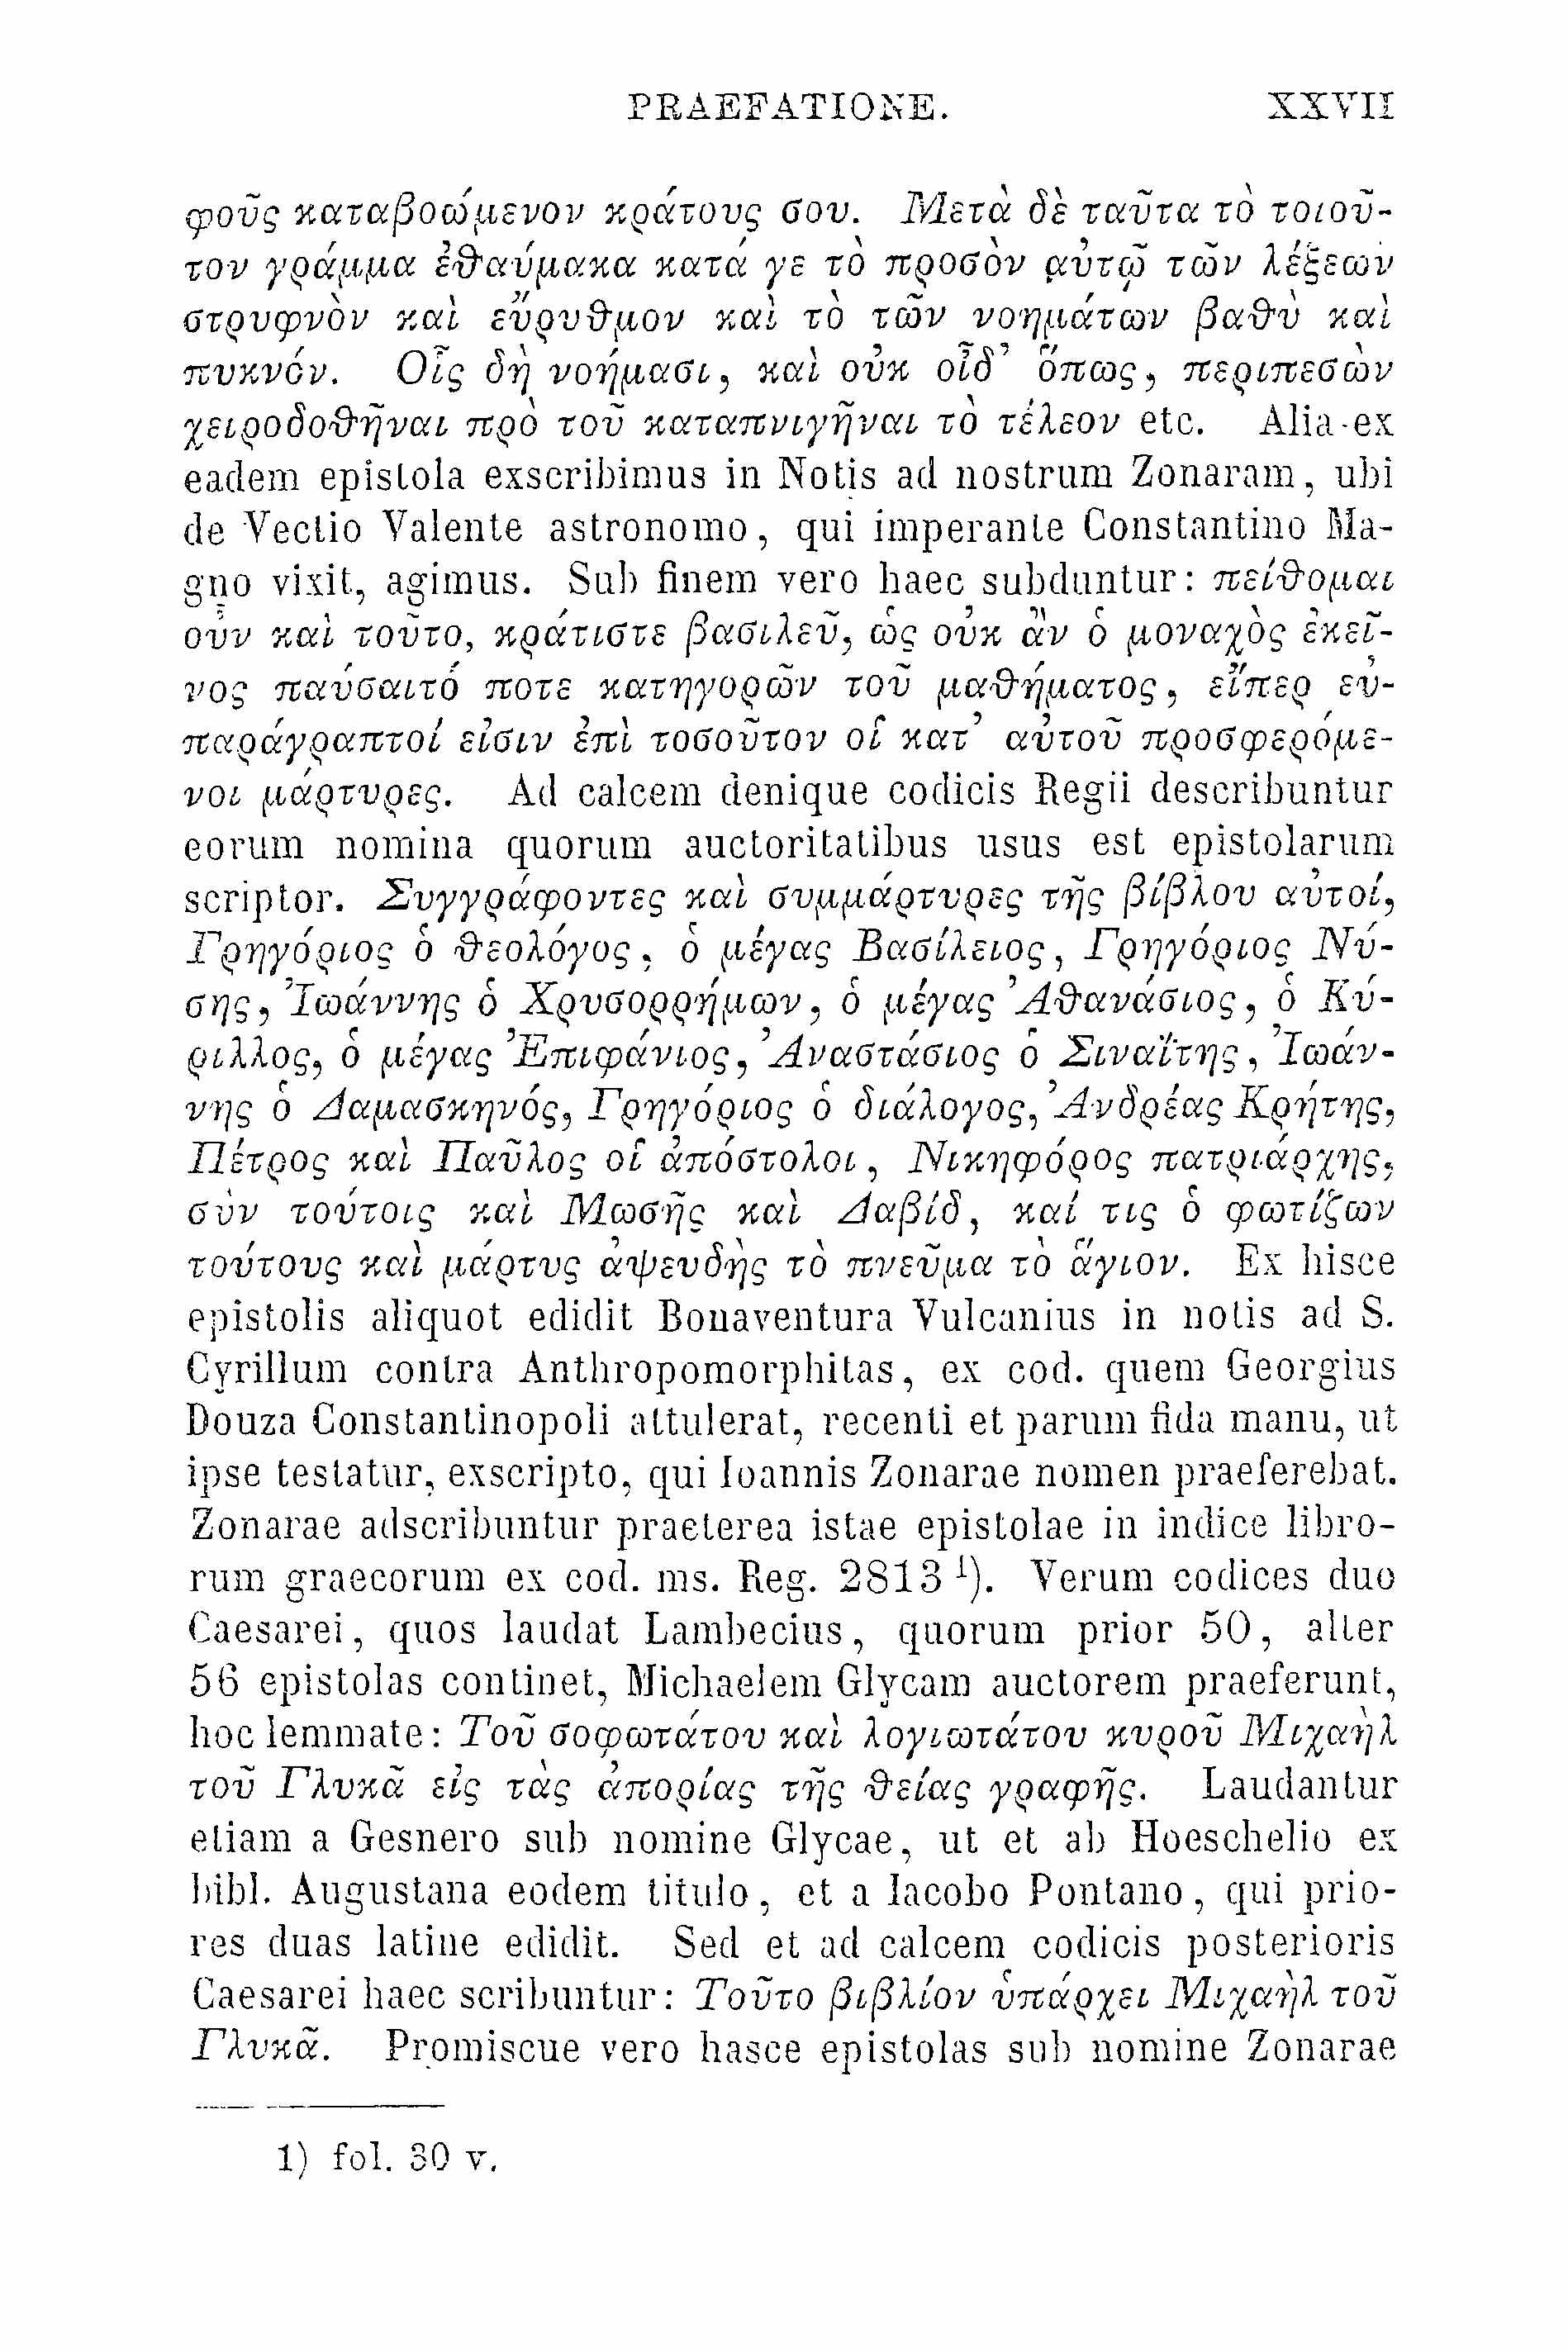 PRAEFATIONE. XXVII
φοῦς καταβοώμενον κράτους σου. Μετὰ δὲ ταῦτα τὸ τοιοῦ-
τον γράμμα ἐθαύμακα κατά γε τὸ προσὸν αὐτῷ τῶν λέξεων
στρυφνὸν καὶ εὔρυθμον καὶ τὸ τῶν νοημάτων βαθὺ καὶ
πυκνόν. Οἷς δὴ νοήμασι, καὶ οὐκ οἶδ᾽ ὅπως, περιπεσὼν
χειροδοθῆναι πρὸ τοῦ καταπνιγῆναι τὸ τέλεον etc. Alia ex
eadem epistola exscribimus in Notis ad nostrum Zonaram, ubi
de Vectio Valente astronomo, qui imperante Constantino Ma-
gno vixit, agimus. Sub finem vero haec subduntur: πείθομαι
οὖν καὶ τοῦτο, κράτιστε βασιλεῦ, ὡς οὐκ ἂν ὁ μοναχὸς ἐκεῖ-
νος παύσαιτό ποτε κατηγορῶν τοῦ μαθήματος, εἴπερ εὐ-
παράγραπτοί εἰσιν ἐπὶ τοσοῦτον οἱ κατ᾽ αὐτοῦ προσφερόμε-
νοι μάρτυρες. Ad calcem denique codicis Regii describuntur
eorum nomina quorum auctoritatibus usus est epistolarum
scriptor. Συγγράφοντες καὶ συμμάρτυρες τῆς βίβλου αὐτοί,
Γρηγόριος ὁ θεολόγος, ὁ μέγας Βασίλειος, Γρηγόριος Νύ-
σης, Ἰωάννης ὁ Χρυσορρήμων, ὁ μέγας Ἀθανάσιος, ὁ Κύ-
ριλλος, ὁ μέγας Ἐπιφάνιος, Ἀναστάσιος ὁ Σιναΐτης, Ἰωάν-
νης ὁ Δαμασκηνός, Γρηγόριος ὁ διάλογος, Ἀνδρέας Κρήτης,
Πέτρος καὶ Παῦλος οἱ ἀπόστολοι, Νικηφόρος πατριάρχης,
σὺν τούτοις καὶ Μωσῆς καὶ Δαβίδ, καί τις ὁ φωτίζων
τούτους καὶ μάρτυς ἀψευδὴς τὸ πνεῦμα τὸ ἅγιον. Ex hisce
epistolis aliquot edidit Bonaventura Vulcanius in notis ad S.
Cyrillum contra Anthropomorphitas, ex cod. quem Georgius
Douza Constantinopoli attulerat, recenti et parum fida manu, ut
ipse testatur, exscripto, qui Ioannis Zonarae nomen praeferebat.
Zonarae adscribuntur praeterea istae epistolae in indice libro-
rum graecorum ex cod. ms. Reg. 2813 ¹). Verum codices duo
Caesarei, quos laudat Lambecius, quorum prior 50, alter
56 epistolas continet, Michaelem Glycam auctorem praeferunt,
hoc lemmate: Τοῦ σοφωτάτου καὶ λογιωτάτου κυροῦ Μιχαὴλ
τοῦ Γλυκᾶ εἰς τὰς ἀπορίας τῆς θείας γραφῆς. Laudantur
etiam a Gesnero sub nomine Glycae, ut et ab Hoeschelio ex
bibl. Augustana eodem titulo, et a Iacobo Pontano, qui prio-
res duas latine edidit. Sed et ad calcem codicis posterioris
Caesarei haec scribuntur: Τοῦτο βιβλίον ὑπάρχει Μιχαὴλ τοῦ
Γλυκᾶ. Promiscue vero hasce epistolas sub nomine Zonarae
1) fol. 30 v.